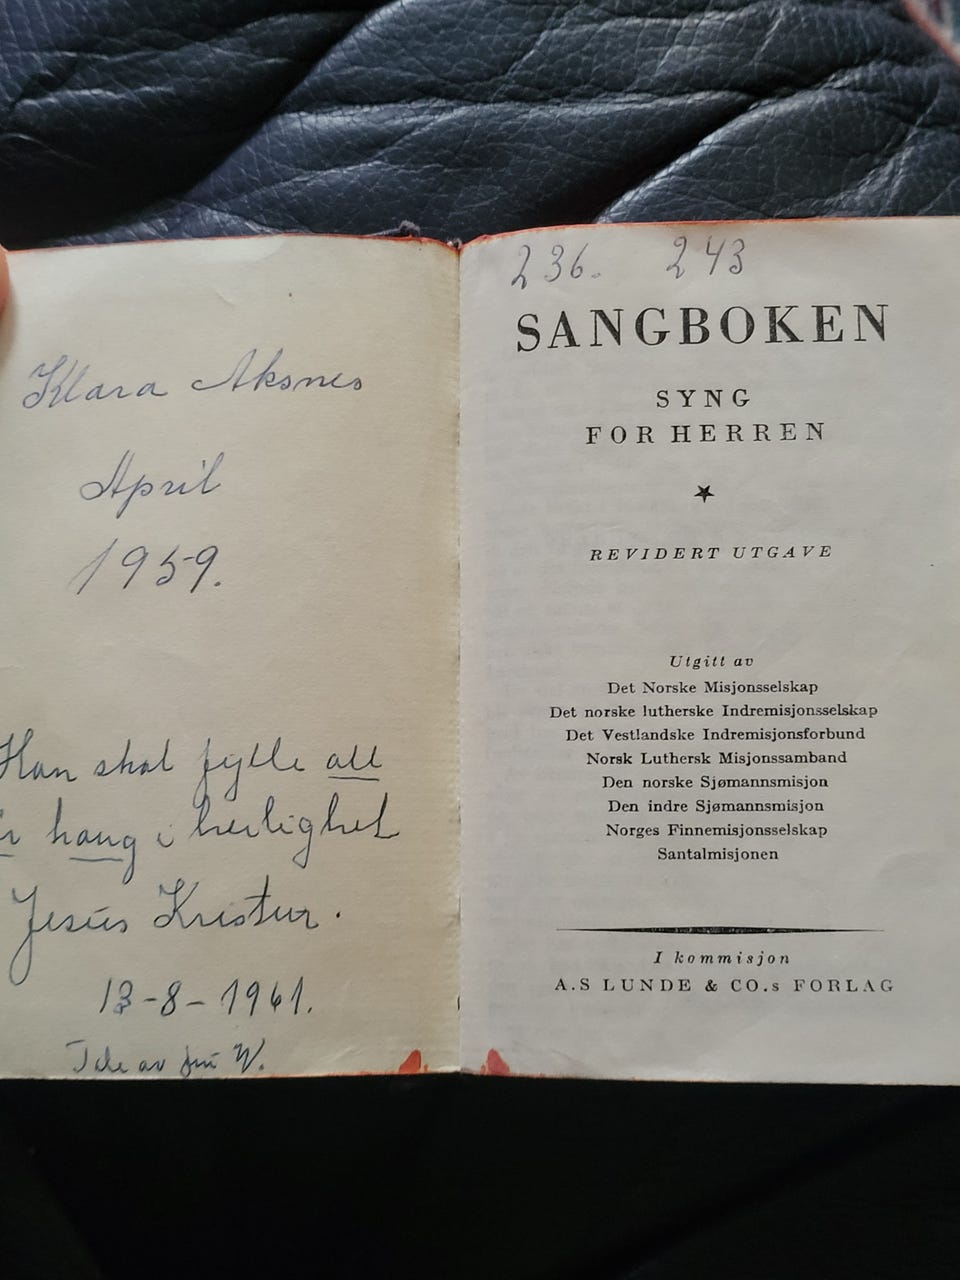 Klara Aksnes
April
1959.
Han skal fylle all
hang i herlighet
Jesus Kristus.
13-8-1961.
av
236. 243
SANGBOKEN
SYNG
FOR HERREN
REVIDERT UTGAVE
Utgitt av
Det Norske Misjonsselskap
Det norske lutherske Indremisjonsselskap
Det Vestlandske Indremisjonsforbund
Norsk Luthersk Misjonssamband
Den norske Sjømannsmisjon
Den indre Sjømannsmisjon
Norges Finnemisjonsselskap
Santalmisjonen
I kommisjon
A.S LUNDE & CO.s FORLAG